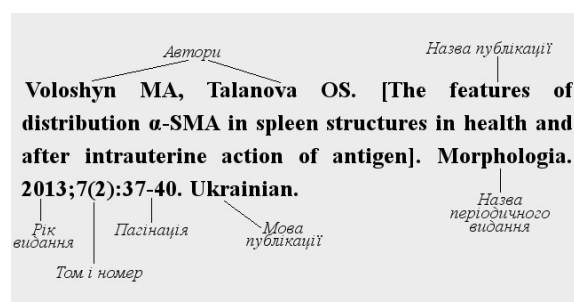 Автори
Назва публікації
Voloshyn MA, Talanova OS. [The features of
distribution α-SMA in spleen structures in health and
after intrauterine action of antigen]. Morphologia.
2013;7(2):37-40. Ukrainian.
Рік
видання
Пагінація
Мова
публікації
Назва
періодичного
видання
Том і номер